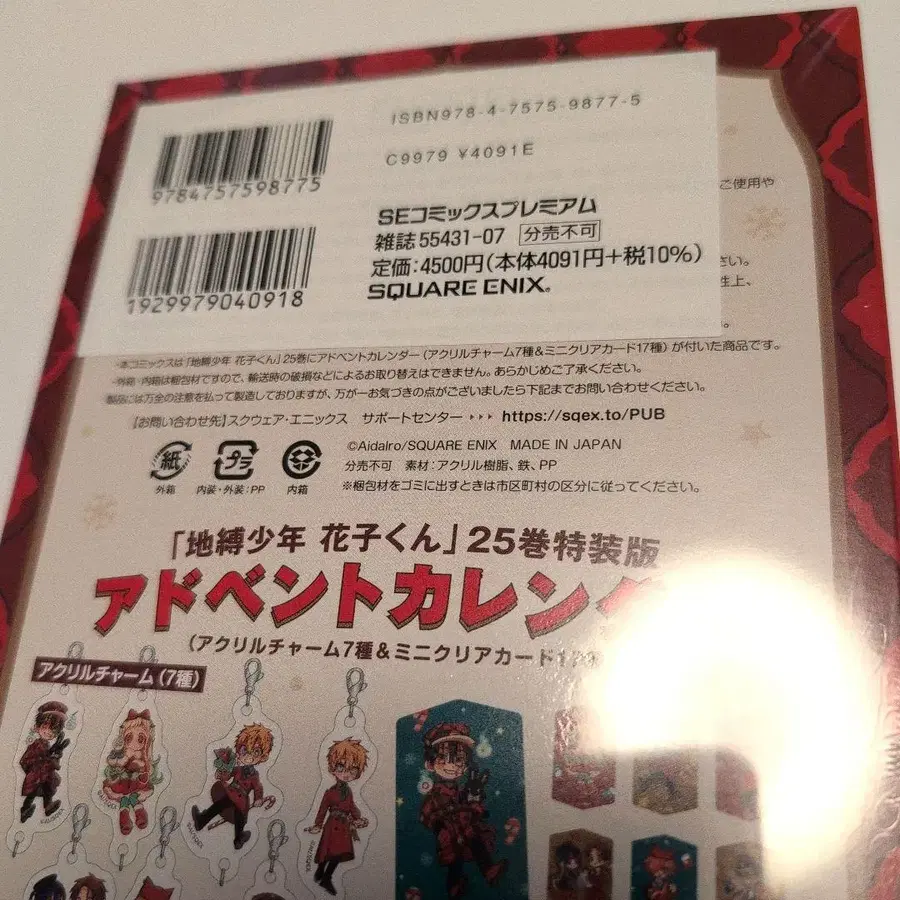 ISBN978-4-7575-9877-5
C9979 ¥4091E
9784757598775
SEコミックスプレミアム
雑誌 55431-07 分売不可
1929979040918
定価:4500円(本体4091円+税10%)
SQUARE ENIX®
ご使用や
さい。
性上、
・本コミックスは「地縛少年 花子くん」25巻にアドベントカレンダー(アクリルチャーム7種&ミニクリアカード17種)が付いた商品です。
・外箱・内箱は梱包材ですので、輸送時の破損などによるお取り替えはできません。あらかじめご了承ください。
製品には万全の注意を払って製造しておりますが、万が一お気づきの点がございましたら下記までお問い合わせください。
【お問い合わせ先】スクウェア・エニックス サポートセンター ▸▸▸ https://sqex.to/PUB
紙 外箱
プラ 内装・外装:PP
内箱
©AidaIro/SQUARE ENIX MADE IN JAPAN
分売不可 素材:アクリル樹脂、鉄、PP
※梱包材をゴミに出すときは市区町村の区分に従ってください。
「地縛少年 花子くん」25巻特装版
アドベントカレン
(アクリルチャーム7種&ミニクリアカード17
アクリルチャーム(7種)